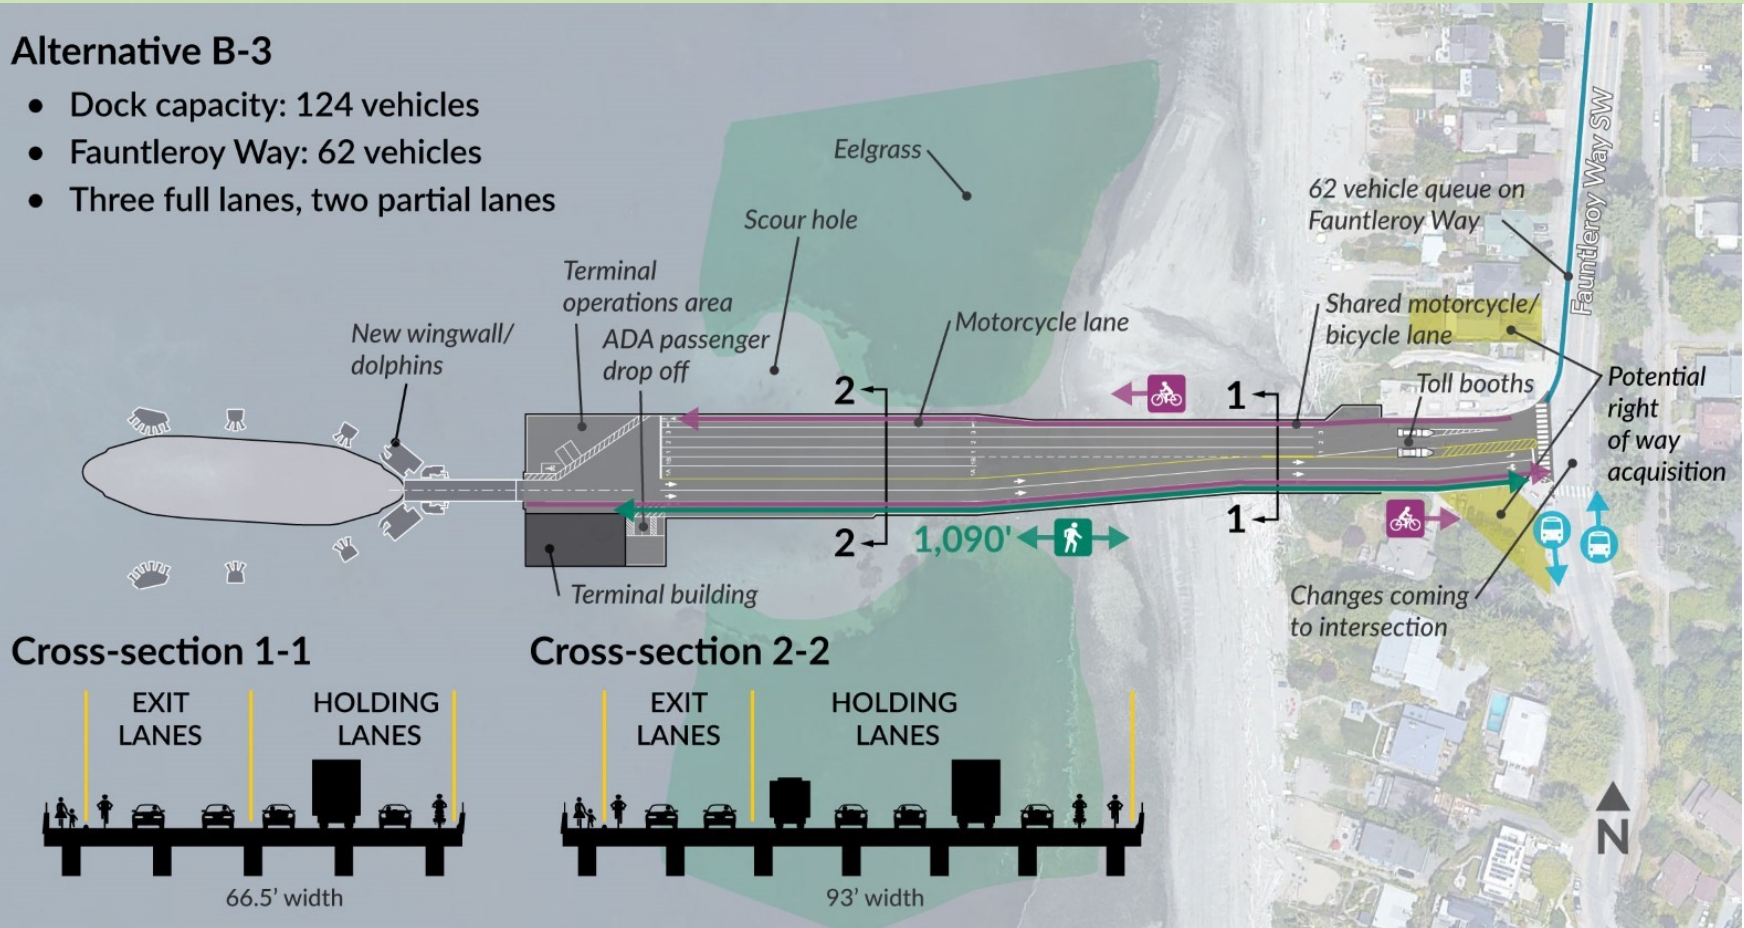 Alternative B-3
• Dock capacity: 124 vehicles
• Fauntleroy Way: 62 vehicles
• Three full lanes, two partial lanes
Eelgrass
Scour hole
Terminal
operations area
ADA passenger
drop off
New wingwall/
dolphins
Motorcycle lane
62 vehicle queue on
Fauntleroy Way
Fauntleroy Way SW
Shared motorcycle/
bicycle lane
Toll booths
Potential
right
of way
acquisition
2
1
2
1
1,090'
Terminal building
Changes coming
to intersection
N
Cross-section 1-1
EXIT
LANES
HOLDING
LANES
66.5' width
Cross-section 2-2
EXIT
LANES
HOLDING
LANES
93' width